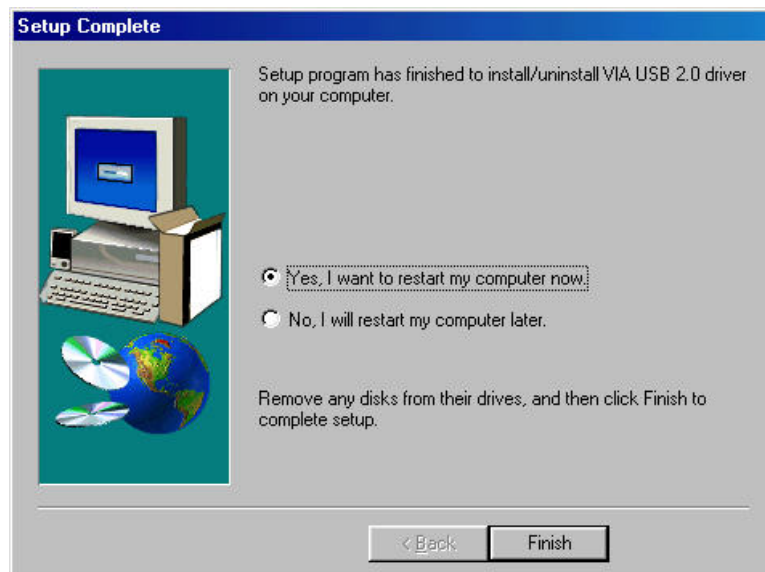 Setup Complete
Setup program has finished to install/uninstall VIA USB 2.0 driver
on your computer.
Yes, I want to restart my computer now.
No, I will restart my computer later.
Remove any disks from their drives, and then click Finish to
complete setup.
< Back
Finish